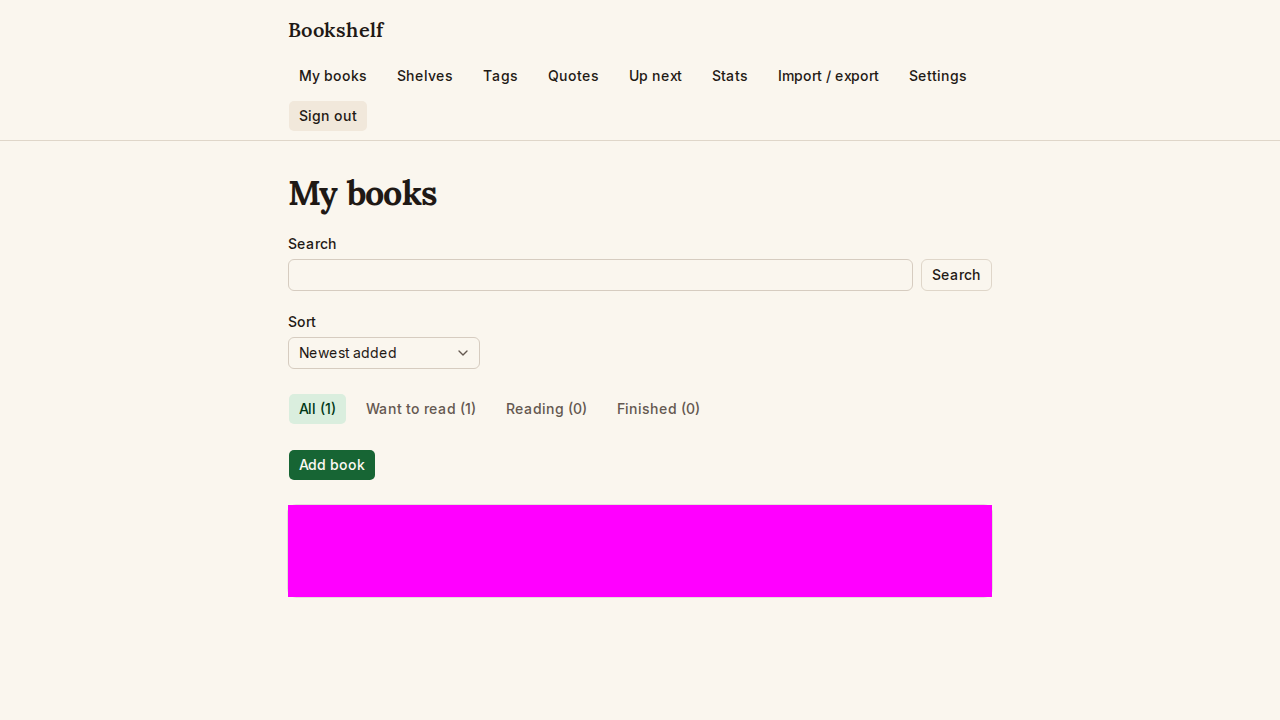 Bookshelf
My books Shelves Tags Quotes Up next Stats Import / export Settings
Sign out
My books
Search
Search
Sort
Newest added
All (1) Want to read (1) Reading (0) Finished (0)
Add book